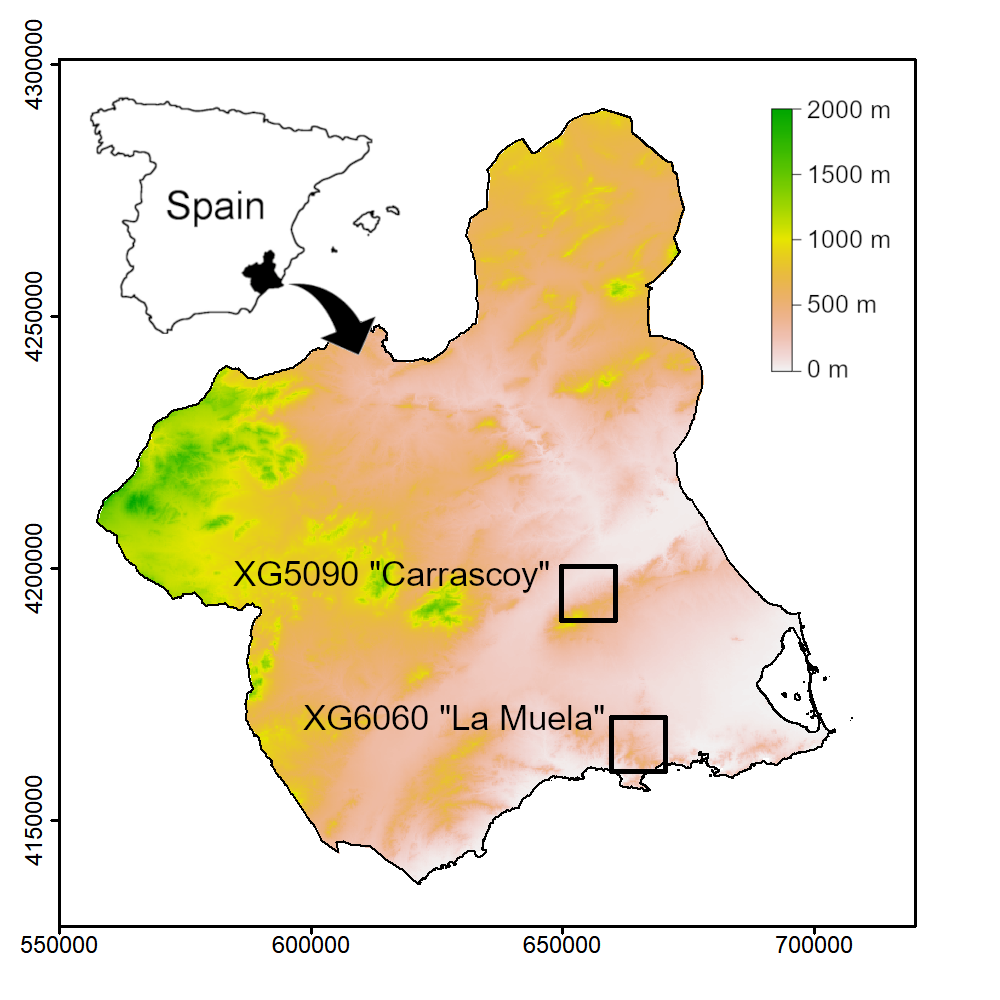 4300000
4250000
4200000
4150000
Spain
2000 m
1500 m
1000 m
500 m
0 m
XG5090 "Carrascoy"
XG6060 "La Muela"
550000
600000
650000
700000